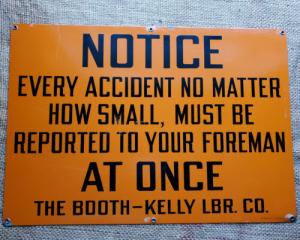 NOTICE
EVERY ACCIDENT NO MATTER
HOW SMALL, MUST BE
REPORTED TO YOUR FOREMAN
AT ONCE
THE BOOTH-KELLY LBR. CO.